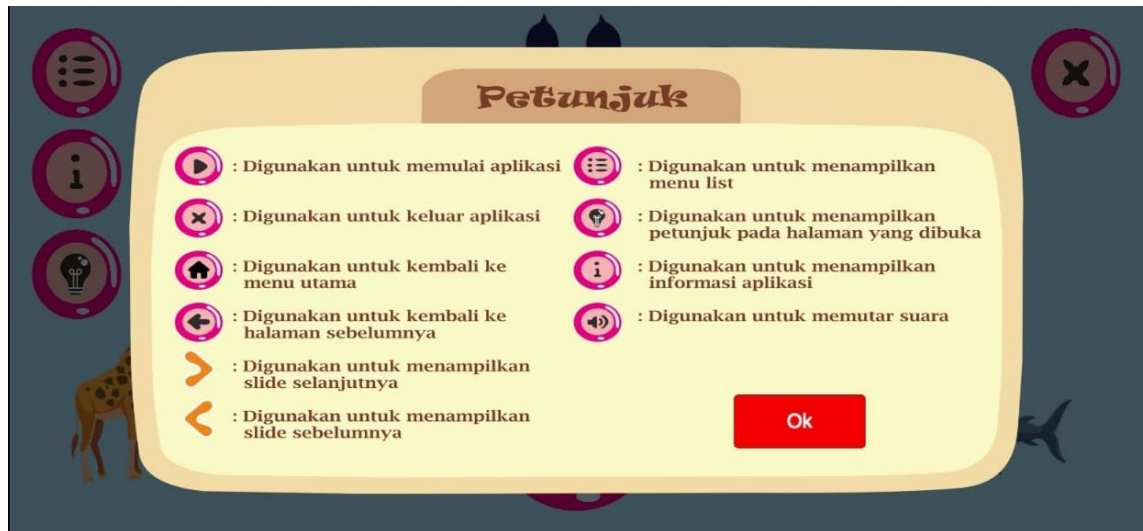 Petunjuk
: Digunakan untuk memulai aplikasi
: Digunakan untuk keluar aplikasi
: Digunakan untuk kembali ke
menu utama
: Digunakan untuk kembali ke
halaman sebelumnya
: Digunakan untuk menampilkan
slide selanjutnya
: Digunakan untuk menampilkan
slide sebelumnya
: Digunakan untuk menampilkan
menu list
: Digunakan untuk menampilkan
petunjuk pada halaman yang dibuka
: Digunakan untuk menampilkan
informasi aplikasi
: Digunakan untuk memutar suara
Ok